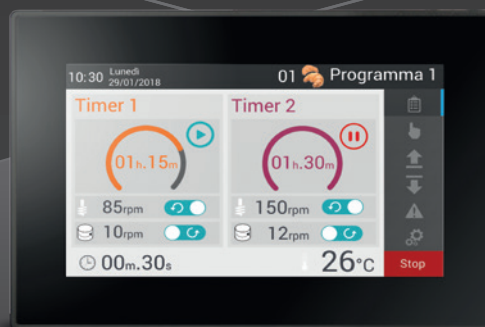 10:30 Lunedì 29/01/2018 01 Programma 1
Timer 1
01h.15m
85rpm
10rpm
Timer 2
01h.30m
150rpm
12rpm
00m.30s 26°C
Stop